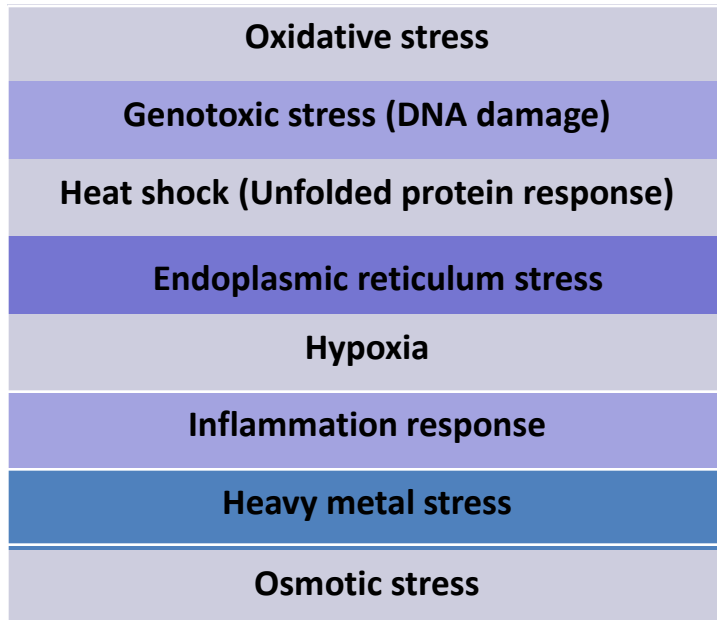 Oxidative stress
Genotoxic stress (DNA damage)
Heat shock (Unfolded protein response)
Endoplasmic reticulum stress
Hypoxia
Inflammation response
Heavy metal stress
Osmotic stress